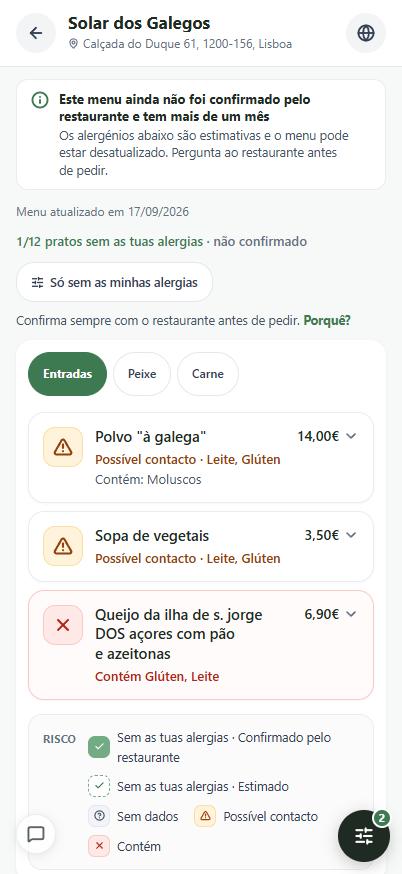 Solar dos Galegos
Calçada do Duque 61, 1200-156, Lisboa
Este menu ainda não foi confirmado pelo
restaurante e tem mais de um mês
Os alergénios abaixo são estimativas e o menu pode
estar desatualizado. Pergunta ao restaurante antes
de pedir.
Menu atualizado em 17/09/2026
1/12 pratos sem as tuas alergias · não confirmado
Só sem as minhas alergias
Confirma sempre com o restaurante antes de pedir. Porquê?
Entradas Peixe Carne
Polvo "à galega" 14,00€
Possível contacto · Leite, Glúten
Contém: Moluscos
Sopa de vegetais 3,50€
Possível contacto · Leite, Glúten
Queijo da ilha de s. jorge 6,90€
DOS açores com pão
e azeitonas
Contém Glúten, Leite
RISCO Sem as tuas alergias · Confirmado pelo
restaurante
Sem as tuas alergias · Estimado
Sem dados Possível contacto
Contém
2